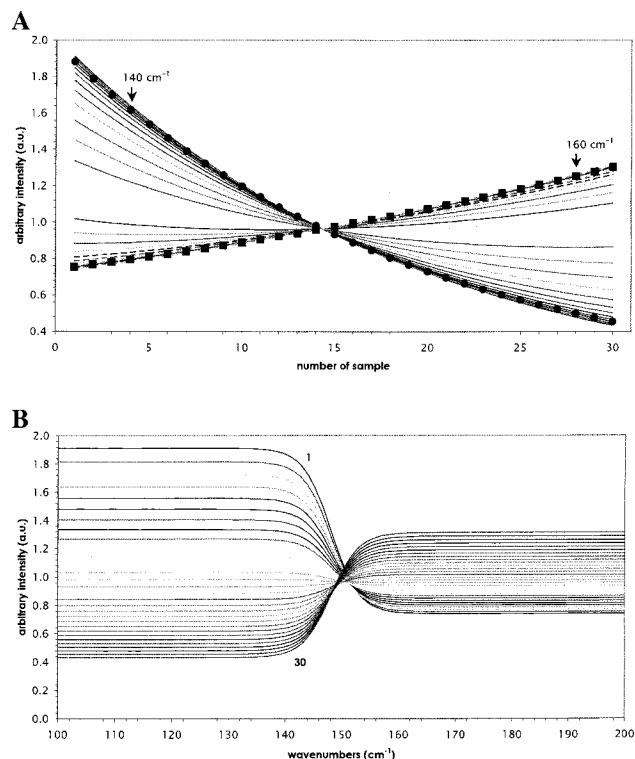 A
2.0
1.8
1.6
1.4
1.2
1.0
0.8
0.6
0.4
arbitrary intensity (a.u.)
140 cm⁻¹
160 cm⁻¹
0 5 10 15 20 25 30
number of sample
B
2.0
1.8
1.6
1.4
1.2
1.0
0.8
0.6
0.4
0.2
0.0
arbitrary intensity (a.u.)
1
30
100 110 120 130 140 150 160 170 180 190 200
wavenumbers (cm⁻¹)